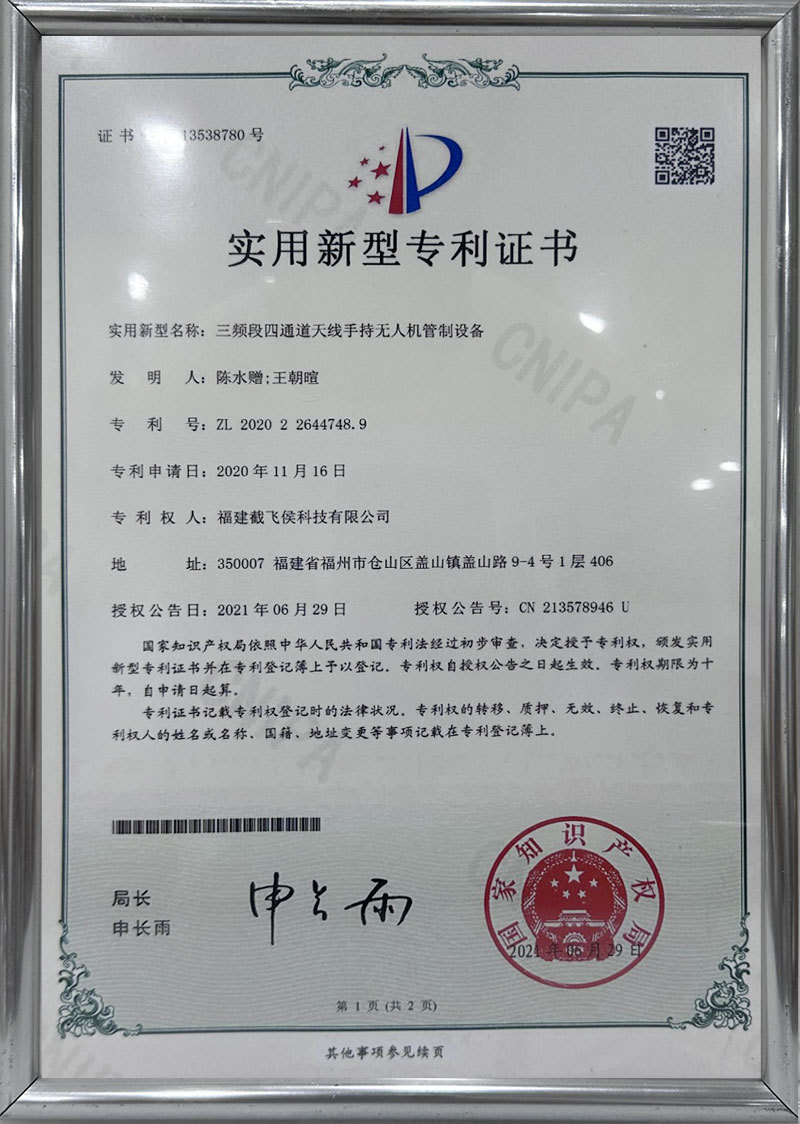 证书 13538780 号
CNIPA
实用新型专利证书
实用新型名称：三频段四通道天线手持无人机管制设备
CNIPA
发明人：陈水赠;王朝暄
专利号：ZL 2020 2 2644748.9
专利申请日：2020 年 11 月 16 日
专利权人：福建截飞侯科技有限公司
地址：350007 福建省福州市仓山区盖山镇盖山路 9-4 号 1 层 406
授权公告日：2021 年 06 月 29 日 授权公告号：CN 213578946 U
国家知识产权局依照中华人民共和国专利法经过初步审查，决定授予专利权，颁发实用
新型专利证书并在专利登记簿上予以登记。专利权自授权公告之日起生效。专利权期限为十
年，自申请日起算。
专利证书记载专利权登记时的法律状况。专利权的转移、质押、无效、终止、恢复和专
利权人的姓名或名称、国籍、地址变更等事项记载在专利登记簿上。
CNIPA
局长
申长雨
申长雨
国家知识产权局
2021 年 06 月 29 日
第 1 页 (共 2 页)
CNIPA
其他事项参见续页